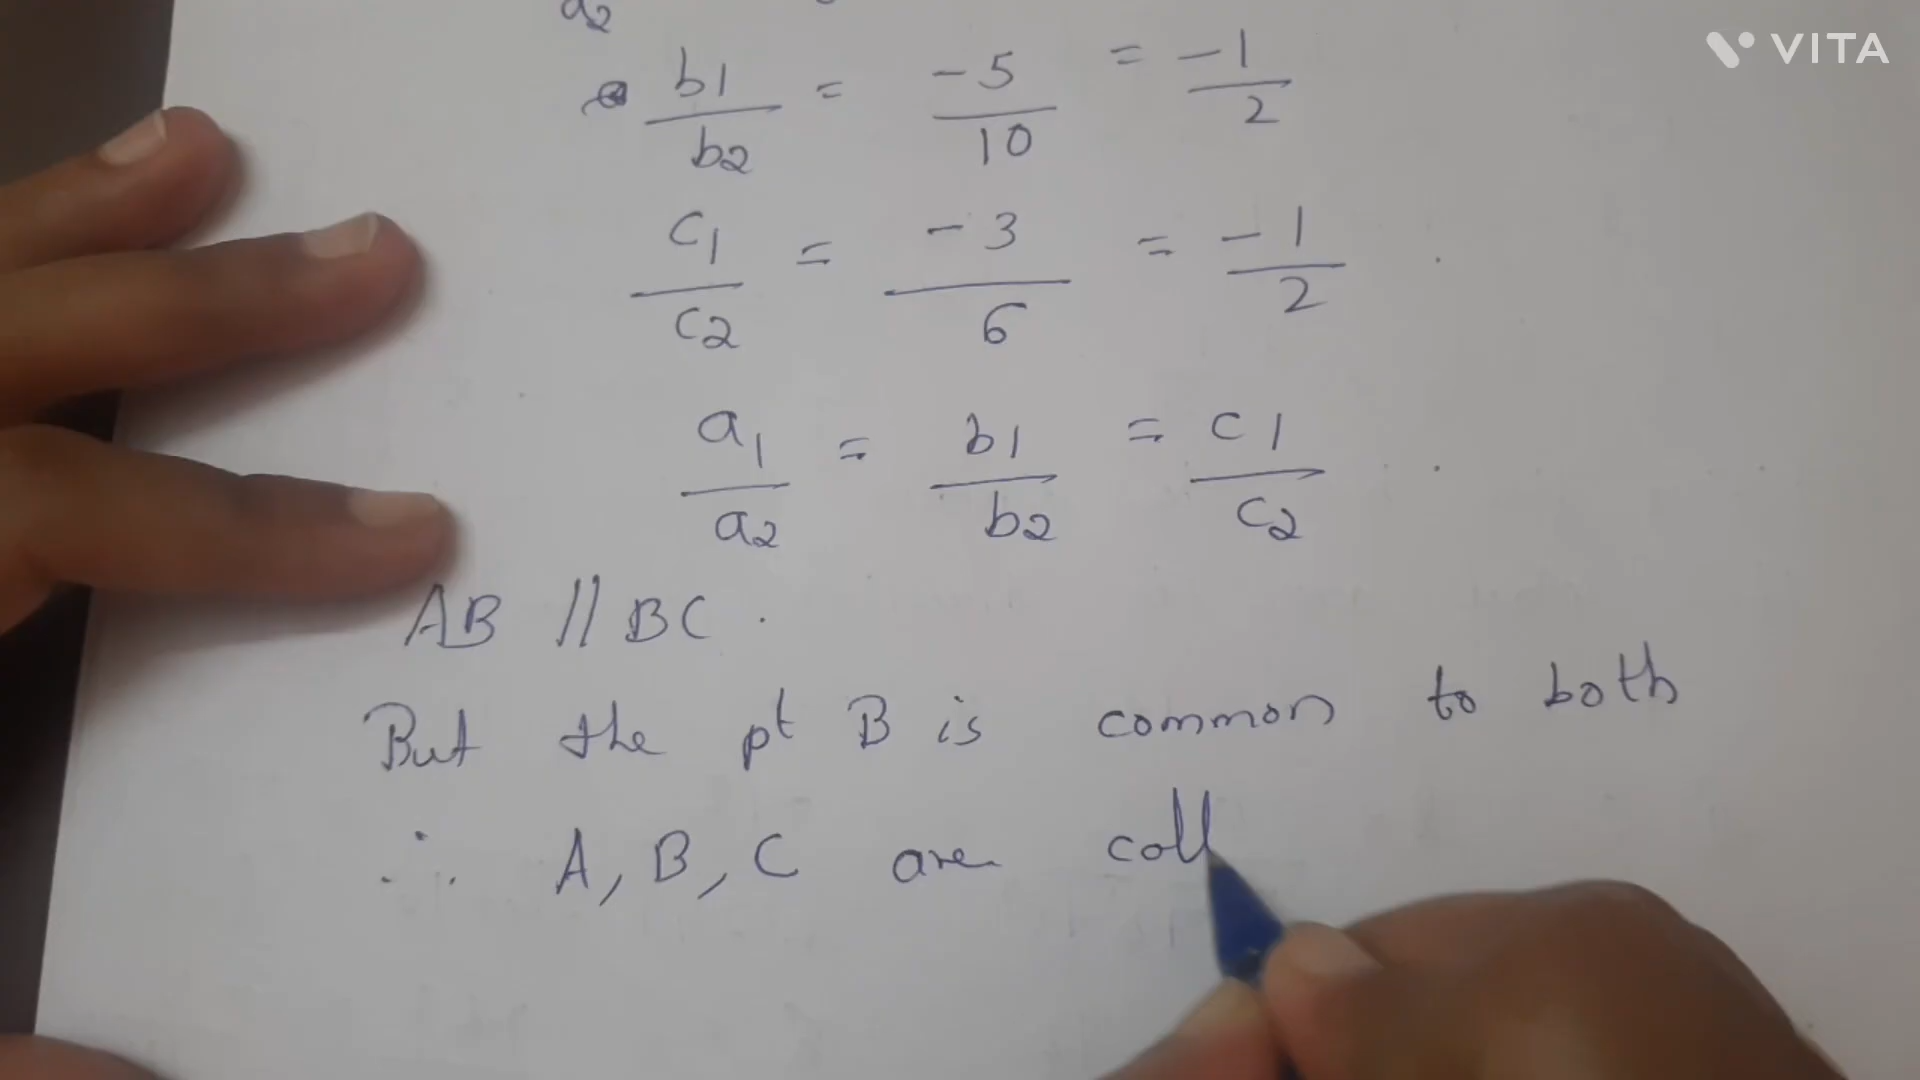 a2
VITA
b1/b2 = -5/10 = -1/2
c1/c2 = -3/6 = -1/2
a1/a2 = b1/b2 = c1/c2
AB // BC.
But the pt B is common to both
∴ A, B, C are coll